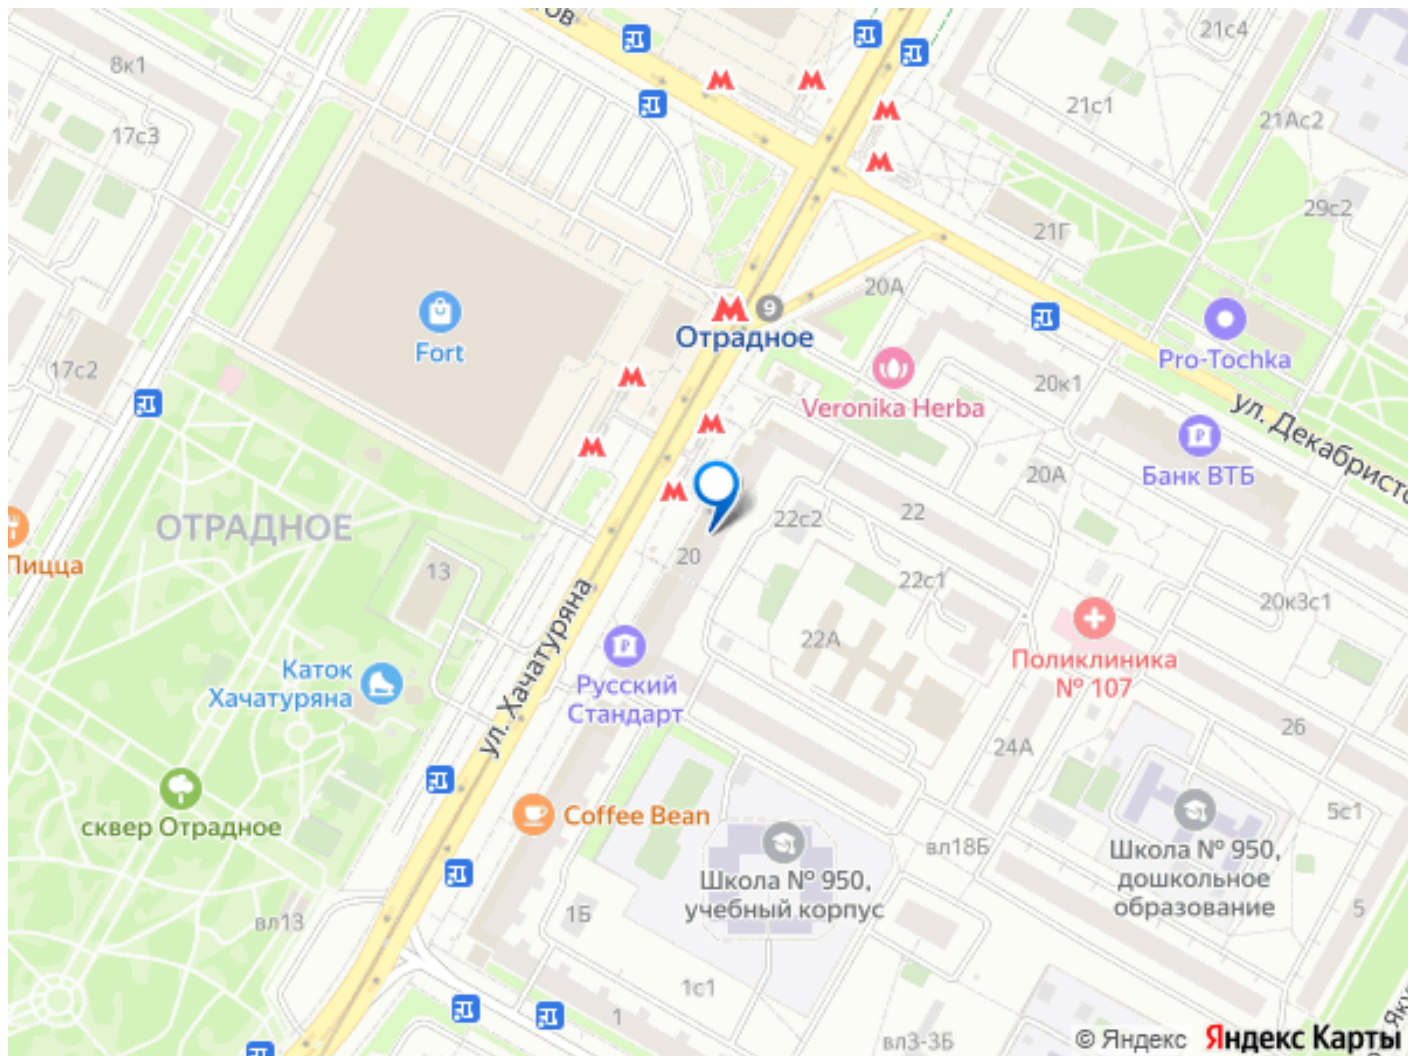 ТОВ
21с4
8к1
21с1
21Ас2
17с3
29с2
21Г
20А
9
Отрадное
Fort
Pro-Tochka
17с2
20к1
Veronika Herba
ул. Декабристо
20А
Банк ВТБ
ОТРАДНОЕ
22с2
22
Пицца
20
13
22с1
20к3с1
ул. Хачатуряна
22А
Каток
Хачатуряна
Поликлиника
№ 107
Русский
Стандарт
26
24А
Coffee Bean
5с1
сквер Отрадное
вл18Б
Школа № 950,
дошкольное
образование
Школа № 950,
учебный корпус
1Б
5
вл13
1с1
1
Яку
вл3-3Б
© Яндекс Яндекс Карты